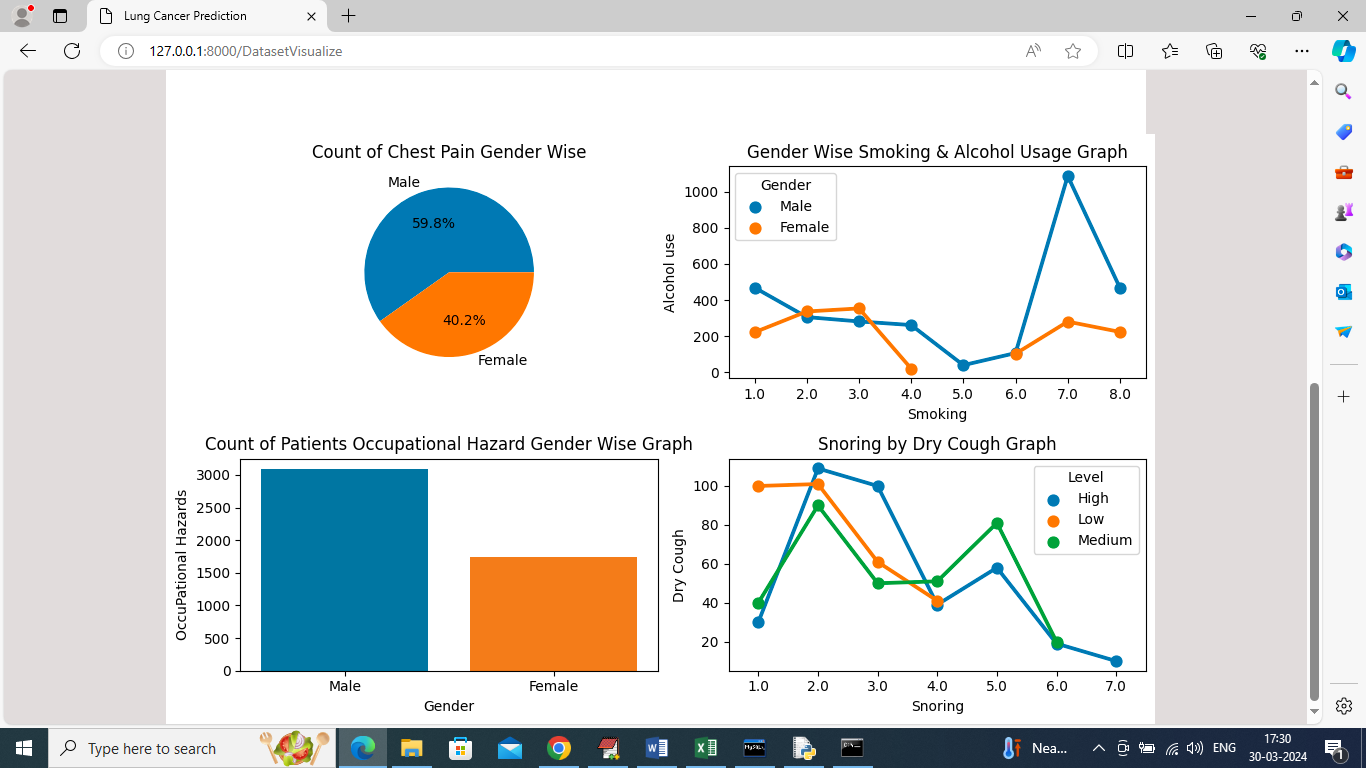 Lung Cancer Prediction
127.0.0.1:8000/DatasetVisualize
Count of Chest Pain Gender Wise
Male
59.8%
40.2%
Female
Gender Wise Smoking & Alcohol Usage Graph
Gender
Male
Female
Alcohol use
1000
800
600
400
200
0
1.0 2.0 3.0 4.0 5.0 6.0 7.0 8.0
Smoking
Count of Patients Occupational Hazard Gender Wise Graph
OccuPational Hazards
3000
2500
2000
1500
1000
500
0
Male Female
Gender
Snoring by Dry Cough Graph
Level
High
Low
Medium
Dry Cough
100
80
60
40
20
1.0 2.0 3.0 4.0 5.0 6.0 7.0
Snoring
Type here to search
Nea...
ENG
17:30
30-03-2024
1